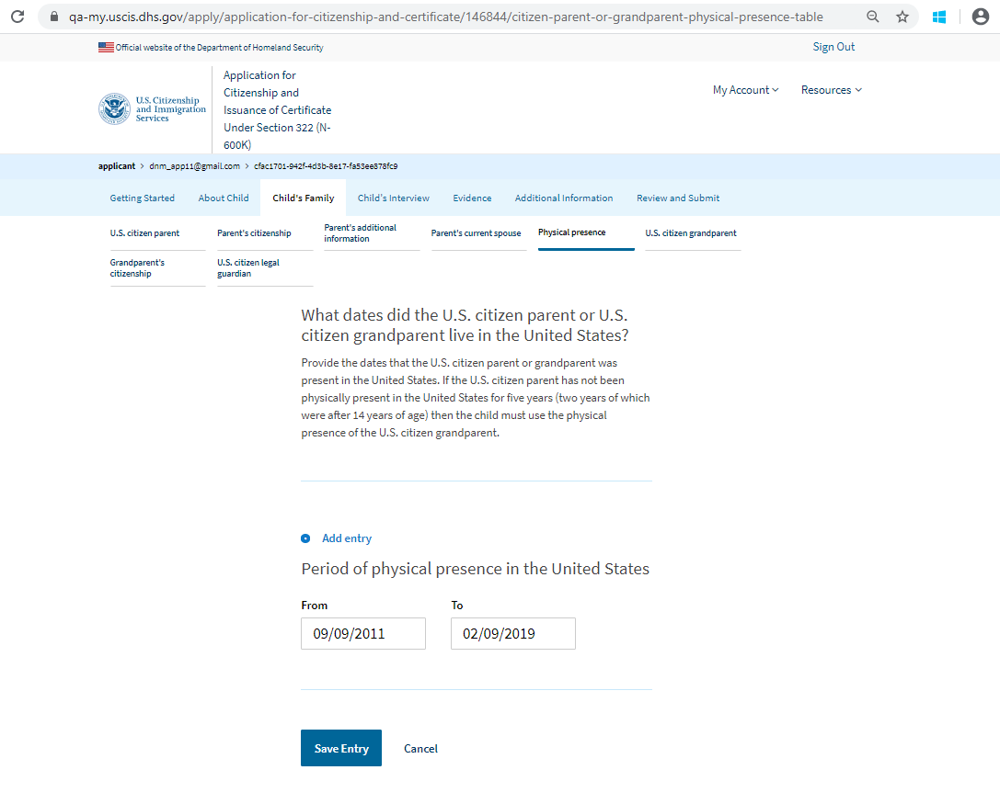 qa-my.uscis.dhs.gov/apply/application-for-citizenship-and-certificate/146844/citizen-parent-or-grandparent-physical-presence-table
Official website of the Department of Homeland Security
Sign Out
U.S. Citizenship
and Immigration
Services
Application for
Citizenship and
Issuance of Certificate
Under Section 322 (N-
600K)
My Account
Resources
applicant > dnm_app11@gmail.com > cfac1701-942f-4d3b-8e17-fa53ee878fc9
Getting Started
About Child
Child's Family
Child's Interview
Evidence
Additional Information
Review and Submit
U.S. citizen parent
Parent's citizenship
Parent's additional
information
Parent's current spouse
Physical presence
U.S. citizen grandparent
Grandparent's
citizenship
U.S. citizen legal
guardian
What dates did the U.S. citizen parent or U.S.
citizen grandparent live in the United States?
Provide the dates that the U.S. citizen parent or grandparent was
present in the United States. If the U.S. citizen parent has not been
physically present in the United States for five years (two years of which
were after 14 years of age) then the child must use the physical
presence of the U.S. citizen grandparent.
Add entry
Period of physical presence in the United States
From
To
09/09/2011
02/09/2019
Save Entry
Cancel